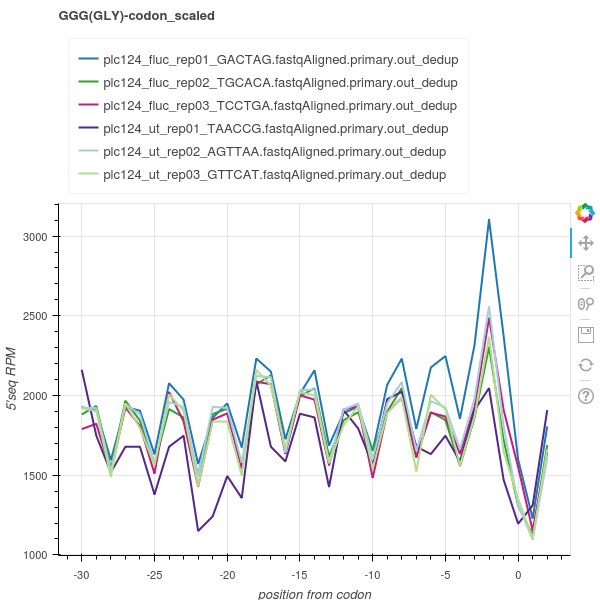 GGG(GLY)-codon_scaled
plc124_fluc_rep01_GACTAG.fastqAligned.primary.out_dedup
plc124_fluc_rep02_TGCACA.fastqAligned.primary.out_dedup
plc124_fluc_rep03_TCCTGA.fastqAligned.primary.out_dedup
plc124_ut_rep01_TAACCG.fastqAligned.primary.out_dedup
plc124_ut_rep02_AGTTAA.fastqAligned.primary.out_dedup
plc124_ut_rep03_GTTCAT.fastqAligned.primary.out_dedup
3000
2500
2000
1500
1000
5'seq RPM
-30 -25 -20 -15 -10 -5 0
position from codon